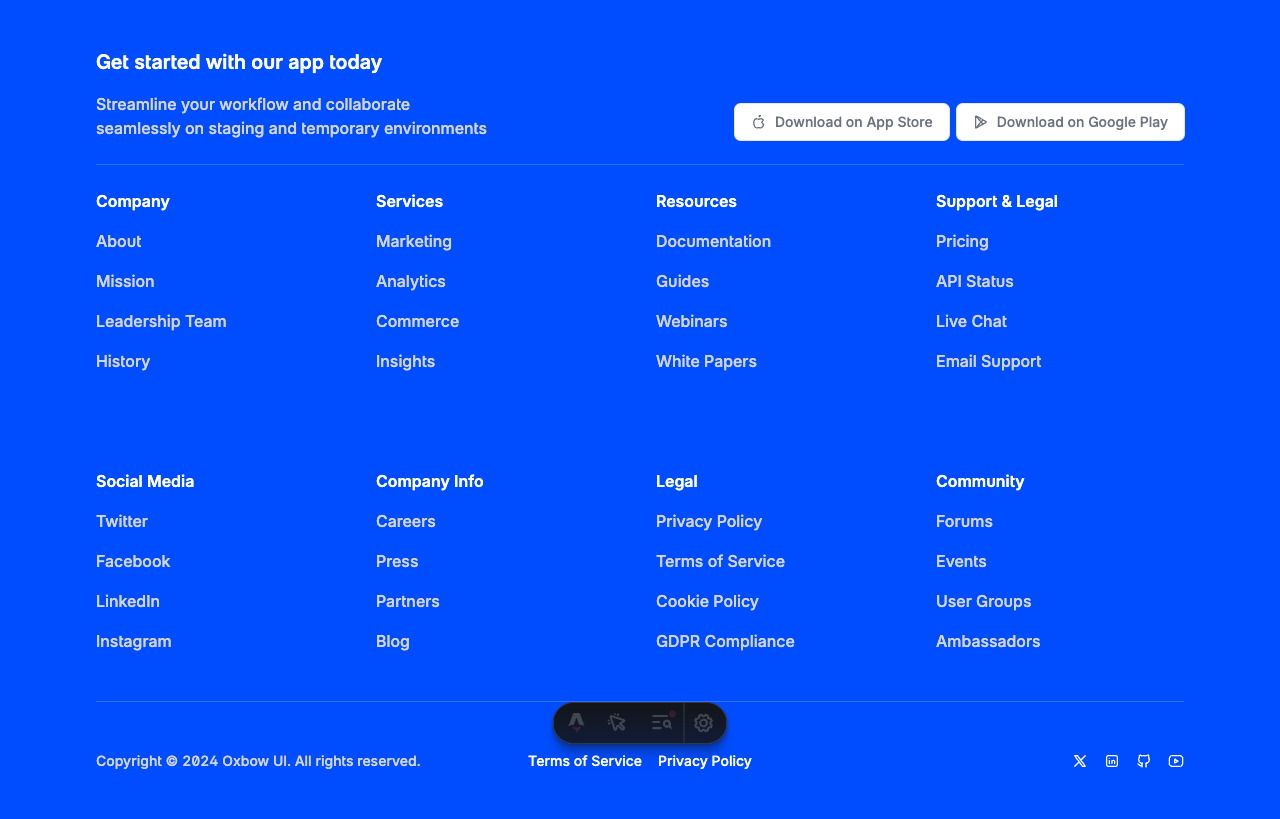 Get started with our app today
Streamline your workflow and collaborate
seamlessly on staging and temporary environments
Download on App Store
Download on Google Play
Company
About
Mission
Leadership Team
History
Services
Marketing
Analytics
Commerce
Insights
Resources
Documentation
Guides
Webinars
White Papers
Support & Legal
Pricing
API Status
Live Chat
Email Support
Social Media
Twitter
Facebook
LinkedIn
Instagram
Company Info
Careers
Press
Partners
Blog
Legal
Privacy Policy
Terms of Service
Cookie Policy
GDPR Compliance
Community
Forums
Events
User Groups
Ambassadors
Copyright © 2024 Oxbow UI. All rights reserved.
Terms of Service
Privacy Policy